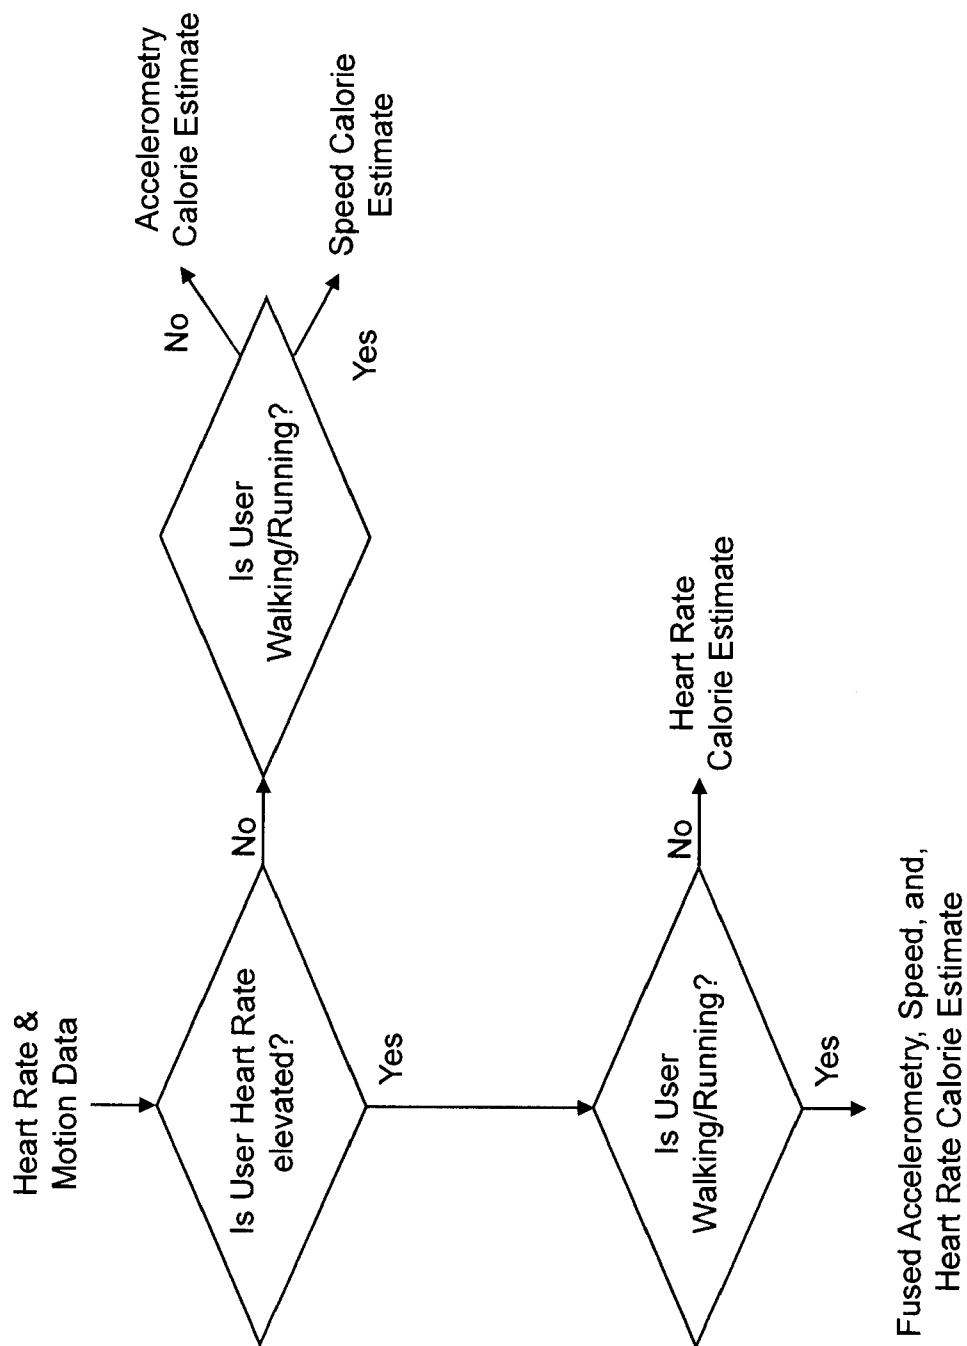 Heart Rate &
Motion Data
Is User Heart Rate
elevated?
No
Yes
Is User
Walking/Running?
No
Accelerometry
Calorie Estimate
Yes
Speed Calorie
Estimate
Is User
Walking/Running?
No
Heart Rate
Calorie Estimate
Yes
Fused Accelerometry, Speed, and,
Heart Rate Calorie Estimate